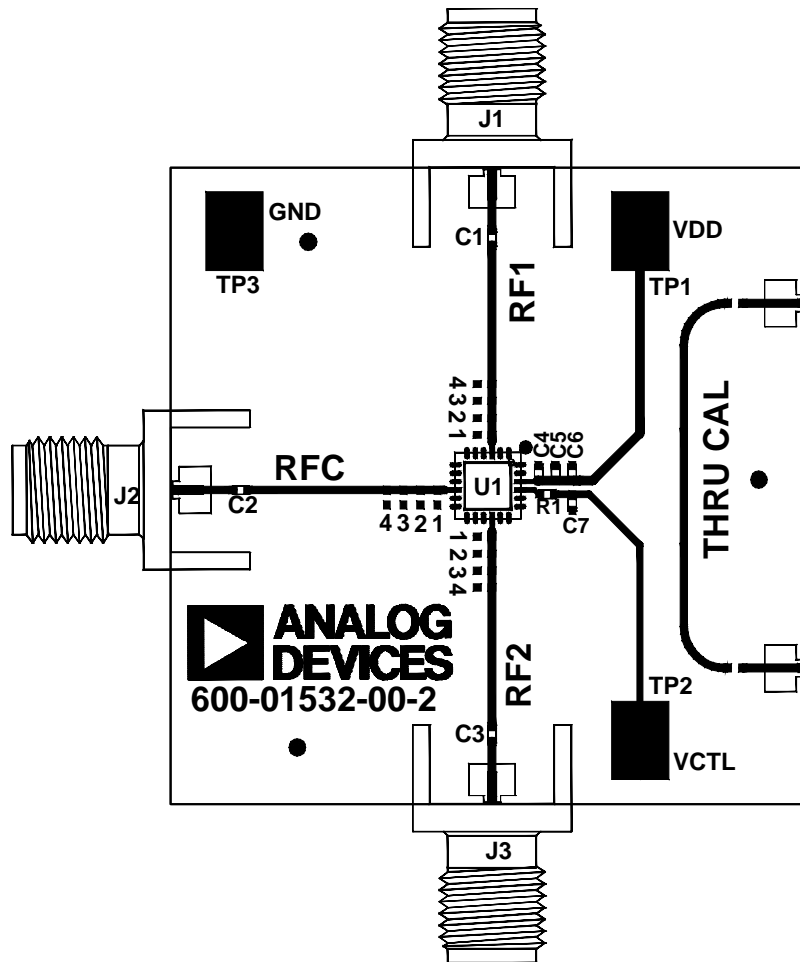 J1
GND
C1
VDD
TP3
TP1
RF1
4
3
2
1
THRU CAL
C4
C5
C6
RFC
U1
J2
C2
R1
C7
4 3 2 1
1
2
3
4
ANALOG
DEVICES
600-01532-00-2
RF2
TP2
C3
VCTL
J3